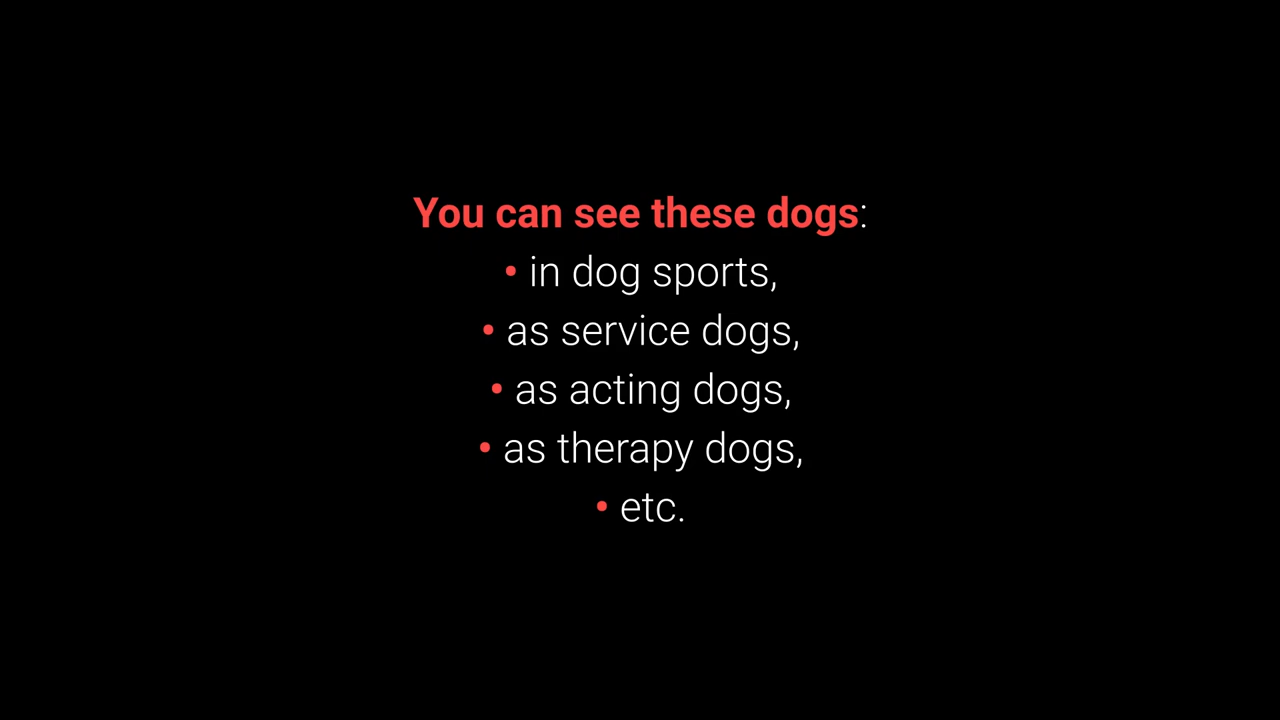 You can see these dogs:
• in dog sports,
• as service dogs,
• as acting dogs,
• as therapy dogs,
• etc.